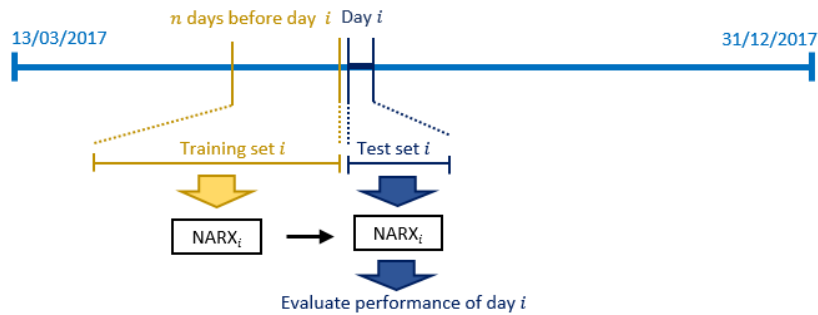 n days before day i
Day i
13/03/2017
31/12/2017
Training set i
Test set i
NARXᵢ
NARXᵢ
Evaluate performance of day i